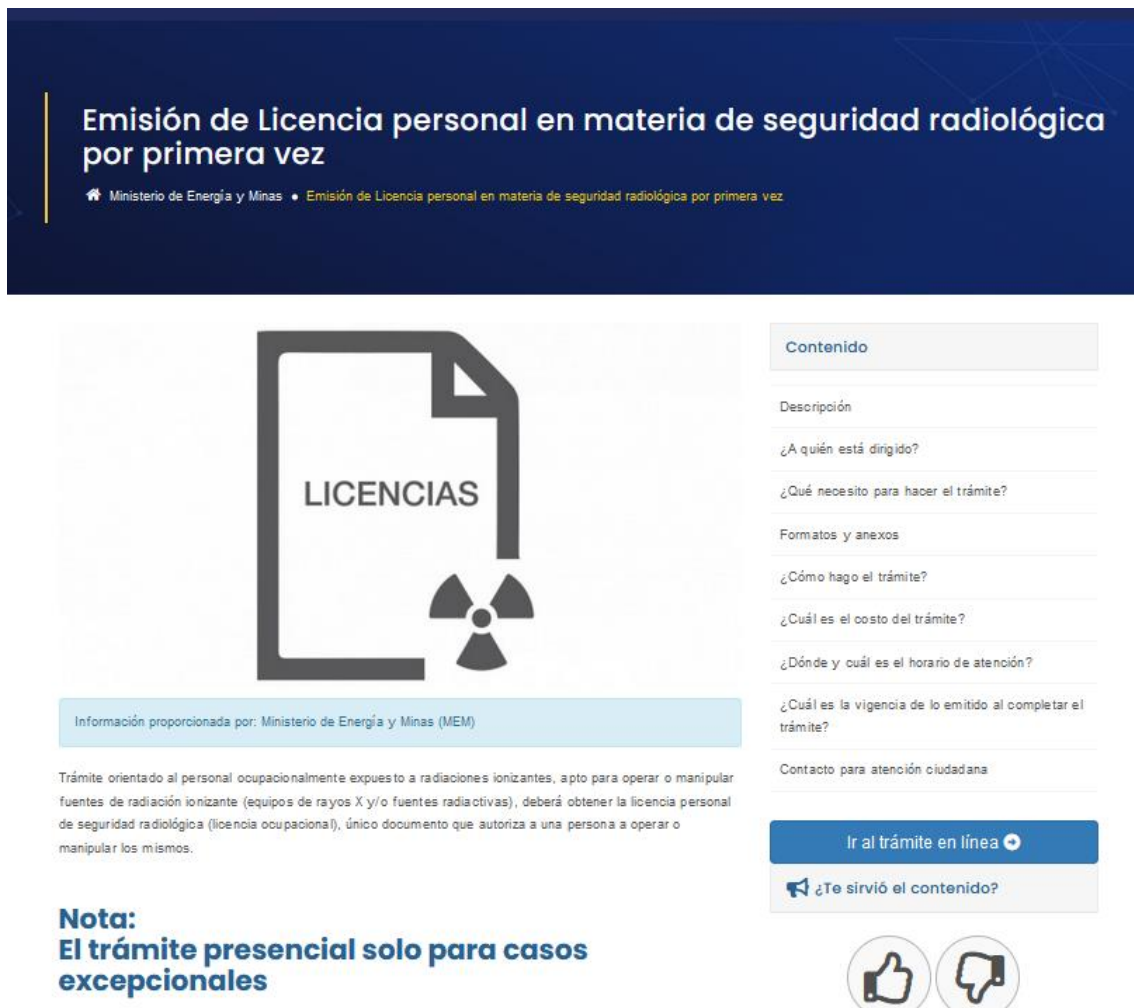 Emisión de Licencia personal en materia de seguridad radiológica
por primera vez
Ministerio de Energía y Minas • Emisión de Licencia personal en materia de seguridad radiológica por primera vez
LICENCIAS
Información proporcionada por: Ministerio de Energía y Minas (MEM)
Trámite orientado al personal ocupacionalmente expuesto a radiaciones ionizantes, apto para operar o manipular
fuentes de radiación ionizante (equipos de rayos X y/o fuentes radiactivas), deberá obtener la licencia personal
de seguridad radiológica (licencia ocupacional), único documento que autoriza a una persona a operar o
manipular los mismos.
Nota:
El trámite presencial solo para casos
excepcionales
Contenido
Descripción
¿A quién está dirigido?
¿Qué necesito para hacer el trámite?
Formatos y anexos
¿Cómo hago el trámite?
¿Cuál es el costo del trámite?
¿Dónde y cuál es el horario de atención?
¿Cuál es la vigencia de lo emitido al completar el
trámite?
Contacto para atención ciudadana
Ir al trámite en línea
¿Te sirvió el contenido?